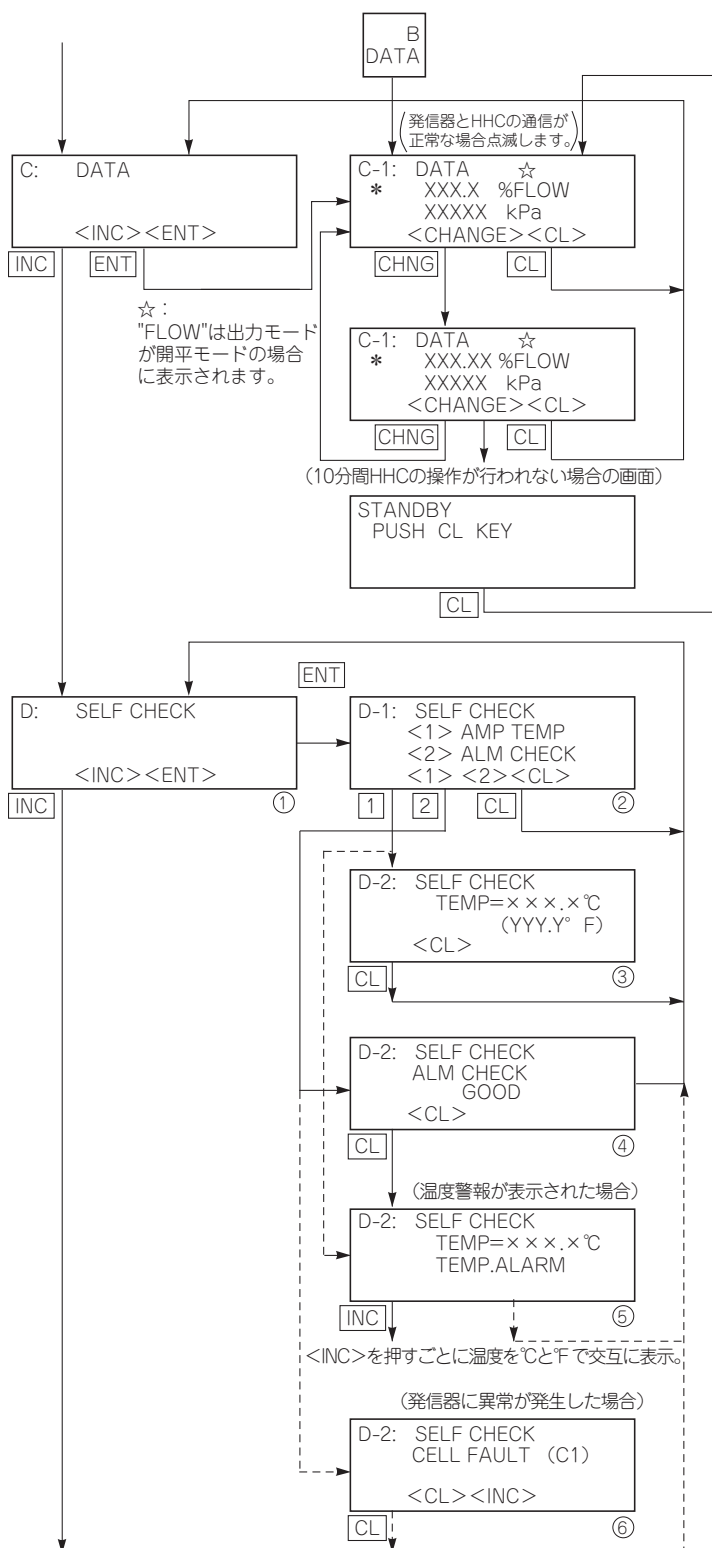 B
DATA
(発信器とHHCの通信が
正常な場合点滅します。)
C: DATA
<INC><ENT>
INC ENT
C-1: DATA ☆
* XXX.X %FLOW
XXXXX kPa
<CHANGE><CL>
CHNG CL
☆:
"FLOW"は出力モード
が開平モードの場合
に表示されます。
C-1: DATA ☆
* XXX.XX %FLOW
XXXXX kPa
<CHANGE><CL>
CHNG CL
(10分間HHCの操作が行われない場合の画面)
STANDBY
PUSH CL KEY
CL
ENT
D: SELF CHECK
<INC><ENT>
①
INC
D-1: SELF CHECK
<1> AMP TEMP
<2> ALM CHECK
<1> <2><CL>
②
1 2 CL
D-2: SELF CHECK
TEMP=×××.×℃
(YYY.Y° F)
<CL>
③
CL
D-2: SELF CHECK
ALM CHECK
GOOD
<CL>
④
CL
(温度警報が表示された場合)
D-2: SELF CHECK
TEMP=×××.×℃
TEMP.ALARM
⑤
INC
<INC>を押すごとに温度を℃と℉で交互に表示。
(発信器に異常が発生した場合)
D-2: SELF CHECK
CELL FAULT (C1)
<CL><INC>
⑥
CL